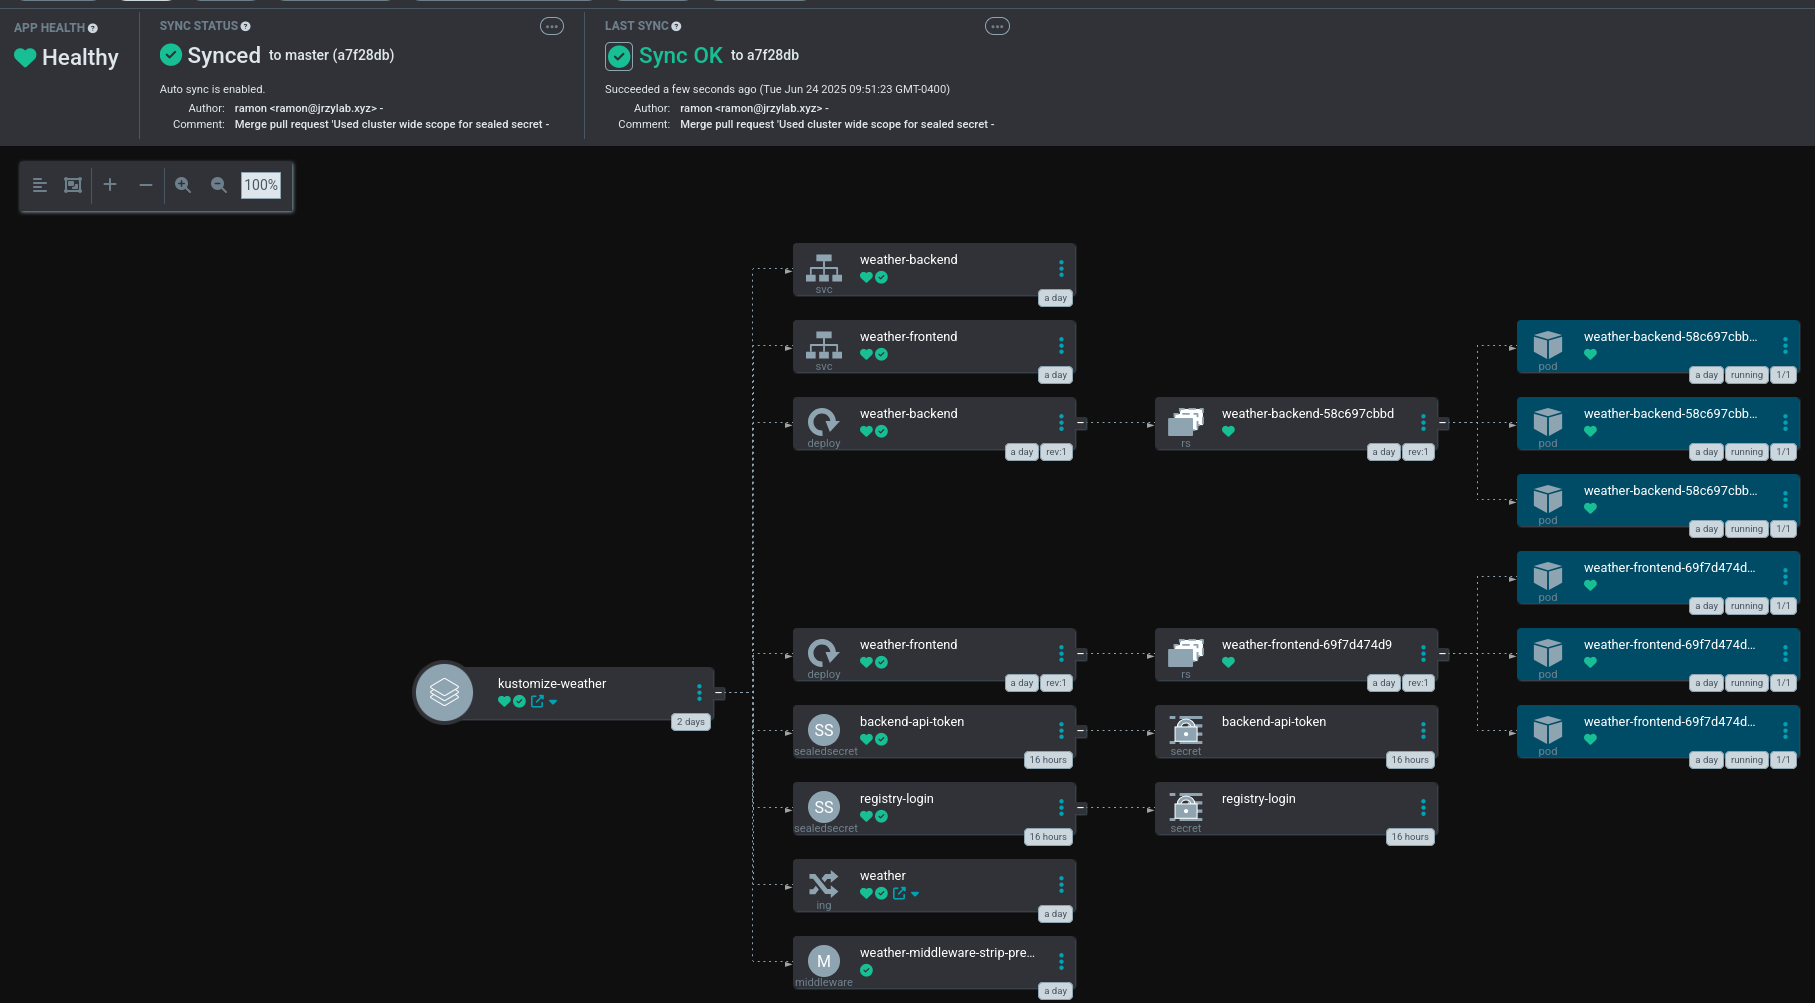 APP HEALTH
Healthy
SYNC STATUS
Synced to master (a7f28db)
Auto sync is enabled.
Author: ramon <ramon@jrzylab.xyz> -
Comment: Merge pull request 'Used cluster wide scope for sealed secret -
LAST SYNC
Sync OK to a7f28db
Succeeded a few seconds ago (Tue Jun 24 2025 09:51:23 GMT-0400)
Author: ramon <ramon@jrzylab.xyz> -
Comment: Merge pull request 'Used cluster wide scope for sealed secret -
100%
kustomize-weather
2 days
weather-backend
svc
a day
weather-frontend
svc
a day
weather-backend
deploy
a day rev:1
weather-frontend
deploy
a day rev:1
SS
backend-api-token
sealedsecret
16 hours
SS
registry-login
sealedsecret
16 hours
weather
ing
a day
M
weather-middleware-strip-pre...
middleware
a day
weather-backend-58c697cbbd
rs
a day rev:1
weather-frontend-69f7d474d9
rs
a day rev:1
backend-api-token
secret
16 hours
registry-login
secret
16 hours
weather-backend-58c697cbb...
pod
a day running 1/1
weather-backend-58c697cbb...
pod
a day running 1/1
weather-backend-58c697cbb...
pod
a day running 1/1
weather-frontend-69f7d474d...
pod
a day running 1/1
weather-frontend-69f7d474d...
pod
a day running 1/1
weather-frontend-69f7d474d...
pod
a day running 1/1